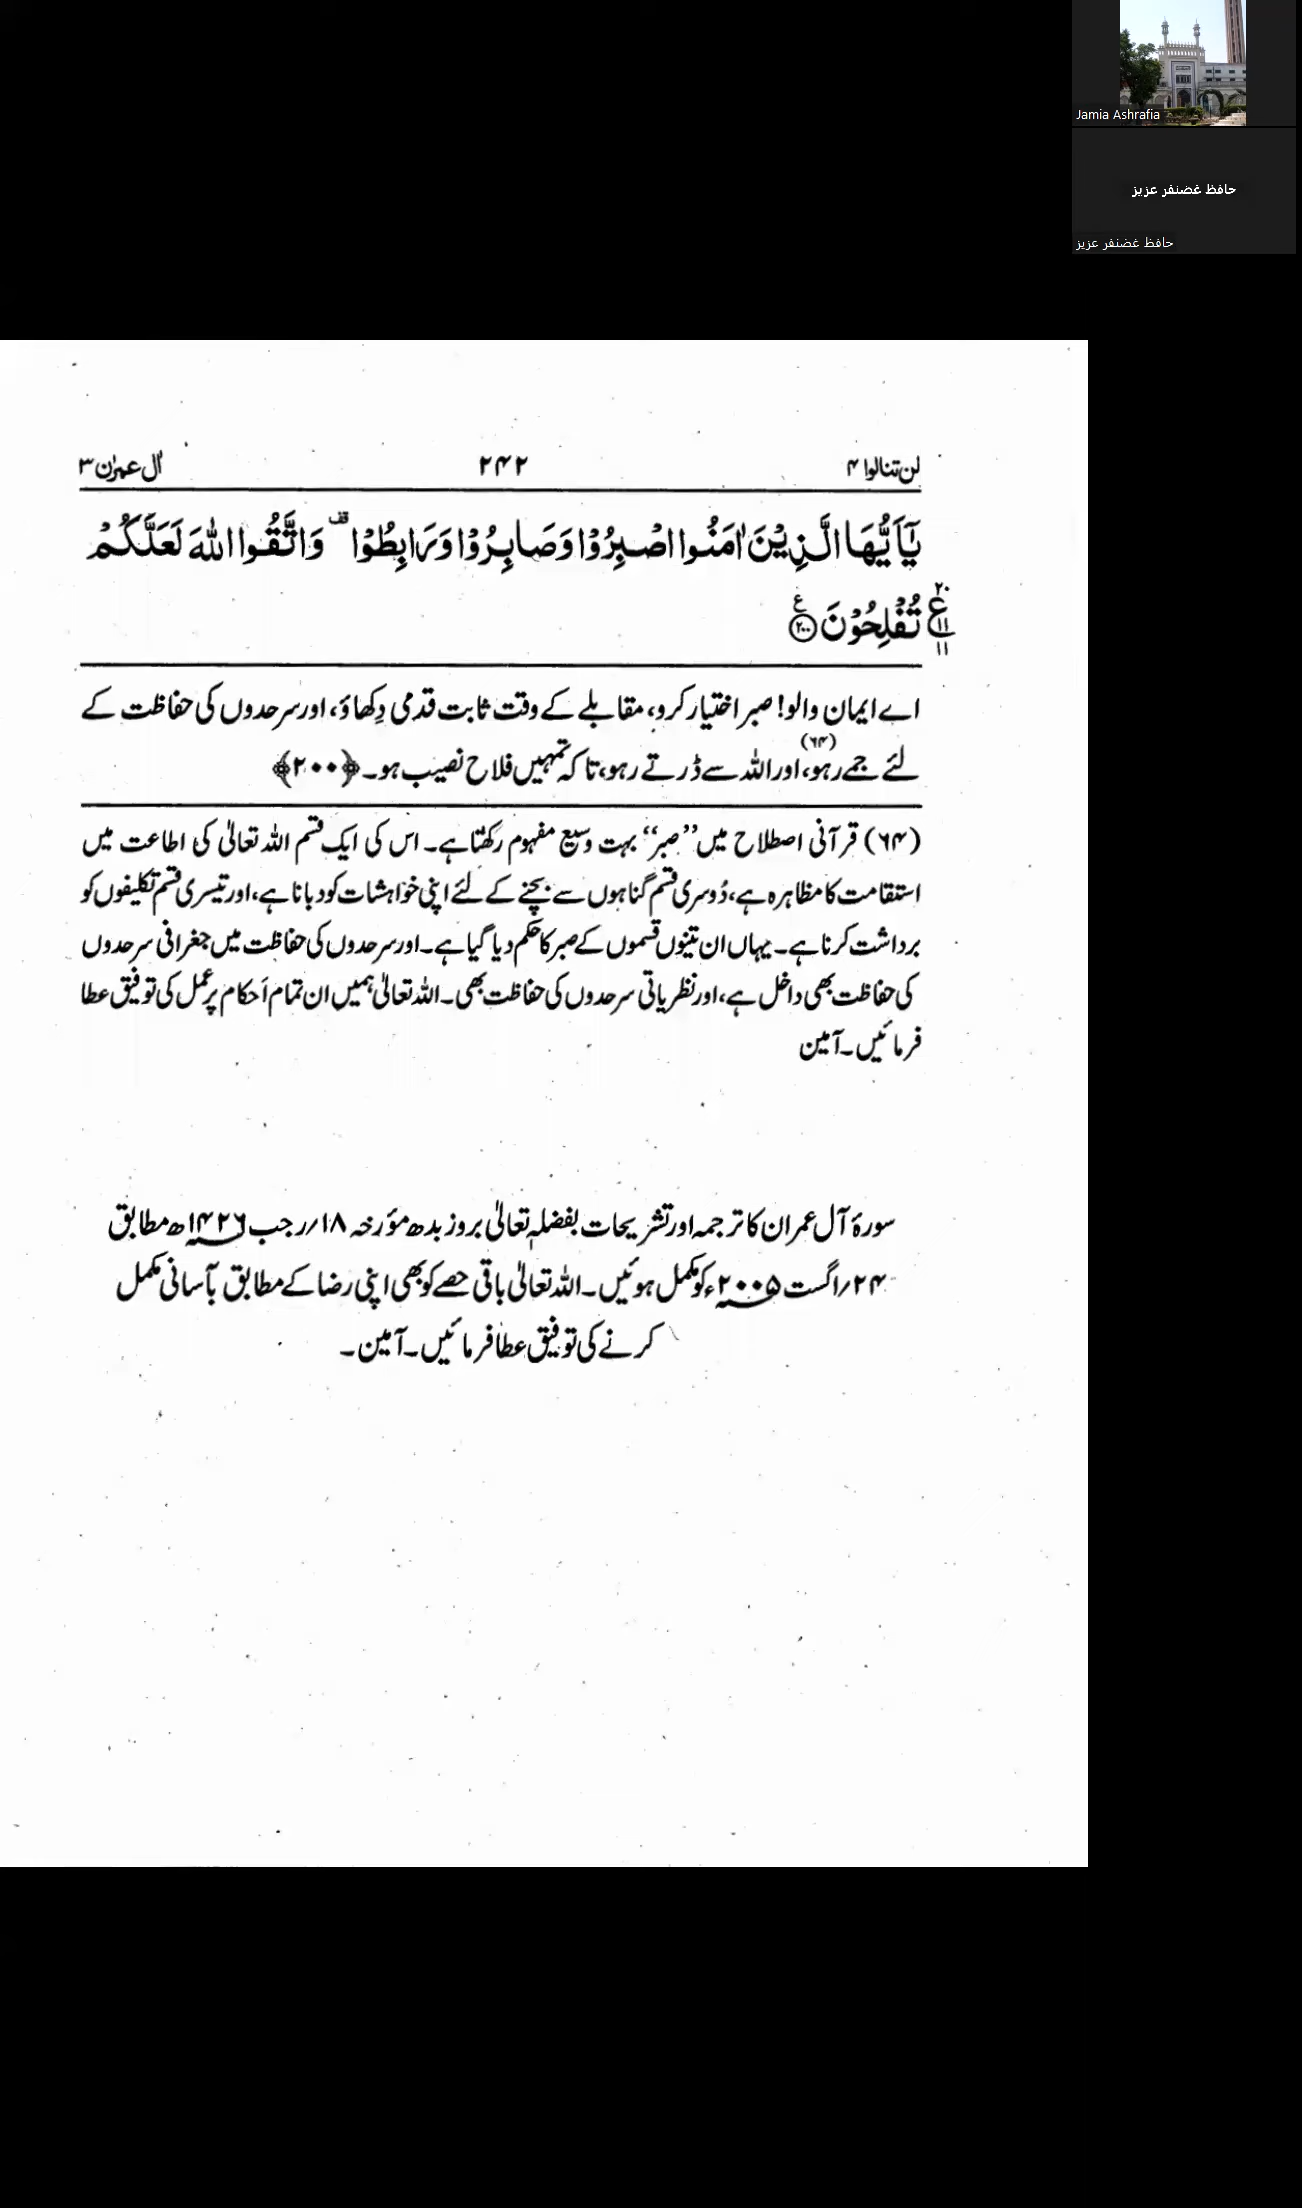 Jamia Ashrafia
حافظ غضنفر عزیز
حافظ غضنفر عزیز
لن تنالوا ۴
۲۴۲
اٰل عمرٰن ۳
يٰۤاَيُّهَا الَّذِيْنَ اٰمَنُوا اصْبِرُوْا وَصَابِرُوْا وَرَابِطُوْا ۟ وَاتَّقُوا اللّٰهَ لَعَلَّكُمْ
تُفْلِحُوْنَ ﴿۲۰۰﴾ ع ۲۰ ۱۱ ۱۱
اے ایمان والو! صبر اختیار کرو، مقابلے کے وقت ثابت قدمی دِکھاؤ، اور سرحدوں کی حفاظت کے
لئے جمے رہو، (۶۴) اور اللہ سے ڈرتے رہو، تاکہ تمہیں فلاح نصیب ہو۔ ﴿۲۰۰﴾
(۶۴) قرآنی اصطلاح میں ’’صبر‘‘ بہت وسیع مفہوم رکھتا ہے۔ اس کی ایک قسم اللہ تعالیٰ کی اطاعت میں
استقامت کا مظاہرہ ہے، دُوسری قسم گناہوں سے بچنے کے لئے اپنی خواہشات کو دبانا ہے، اور تیسری قسم تکلیفوں کو
برداشت کرنا ہے۔ یہاں ان تینوں قسموں کے صبر کا حکم دیا گیا ہے۔ اور سرحدوں کی حفاظت میں جغرافی سرحدوں
کی حفاظت بھی داخل ہے، اور نظریاتی سرحدوں کی حفاظت بھی۔ اللہ تعالیٰ ہمیں ان تمام اَحکام پر عمل کی توفیق عطا
فرمائیں۔ آمین
سورۂ آل عمران کا ترجمہ اور تشریحات بفضلہٖ تعالیٰ بروز بدھ مؤرخہ ۱۸؍رجب ۱۴۲۶ھ مطابق
۲۴؍اگست ۲۰۰۵ء کو مکمل ہوئیں۔ اللہ تعالیٰ باقی حصے کو بھی اپنی رضا کے مطابق بآسانی مکمل
کرنے کی توفیق عطا فرمائیں۔ آمین۔